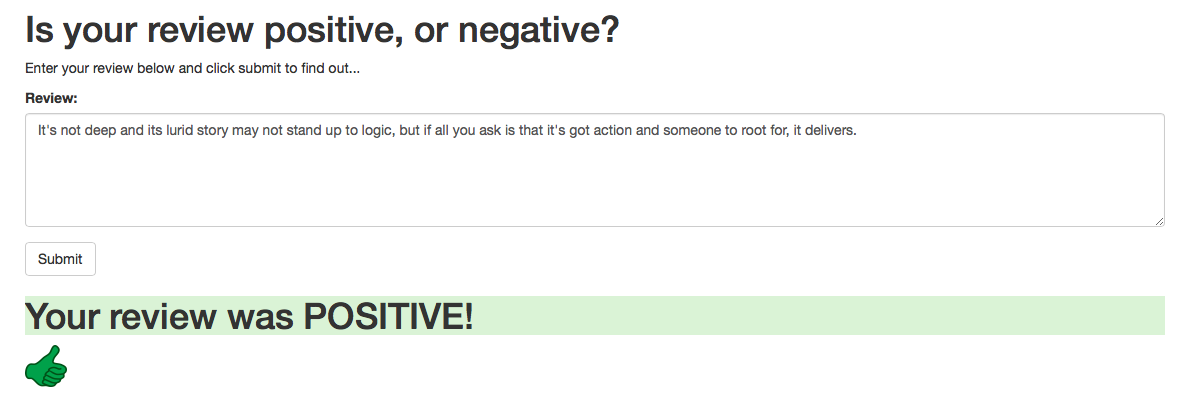 Is your review positive, or negative?
Enter your review below and click submit to find out...
Review:
It's not deep and its lurid story may not stand up to logic, but if all you ask is that it's got action and someone to root for, it delivers.
Submit
Your review was POSITIVE!